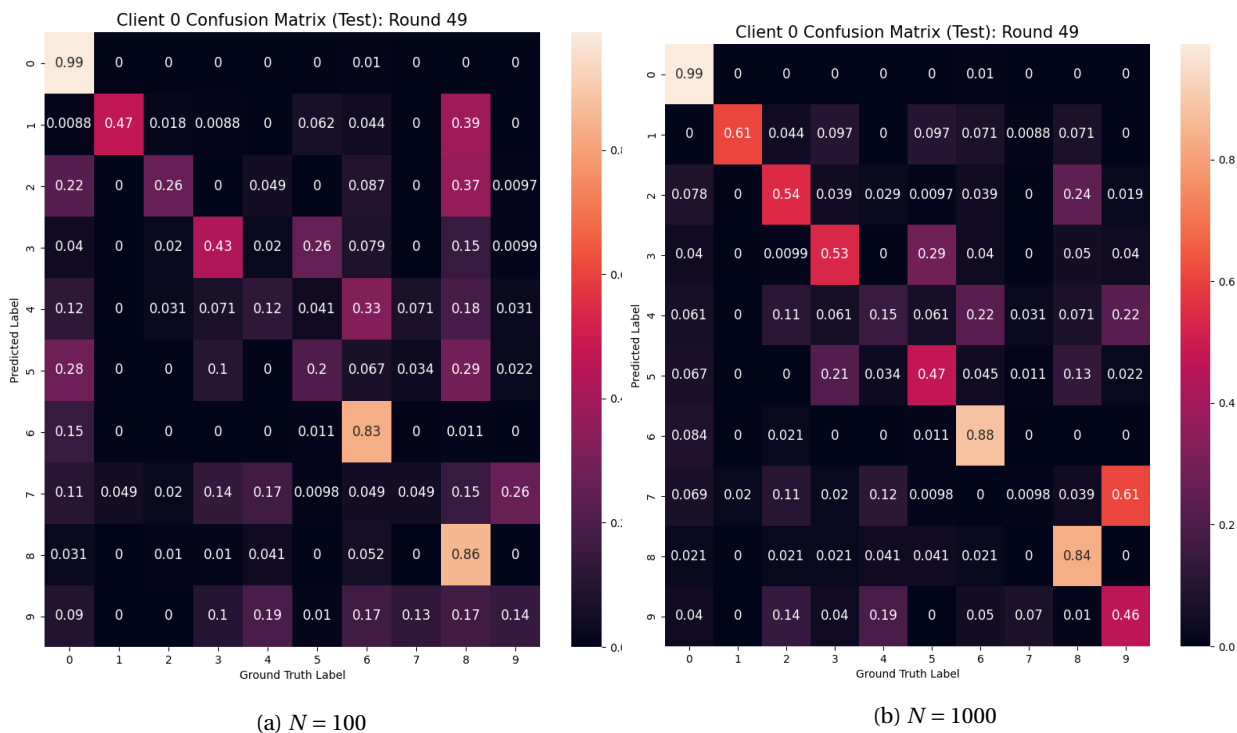 Client 0 Confusion Matrix (Test): Round 49
Predicted Label
0 0.99 0 0 0 0 0 0.01 0 0 0
1 0.0088 0.47 0.018 0.0088 0 0.062 0.044 0 0.39 0
2 0.22 0 0.26 0 0.049 0 0.087 0 0.37 0.0097
3 0.04 0 0.02 0.43 0.02 0.26 0.079 0 0.15 0.0099
4 0.12 0 0.031 0.071 0.12 0.041 0.33 0.071 0.18 0.031
5 0.28 0 0 0.1 0 0.2 0.067 0.034 0.29 0.022
6 0.15 0 0 0 0 0.011 0.83 0 0.011 0
7 0.11 0.049 0.02 0.14 0.17 0.0098 0.049 0.049 0.15 0.26
8 0.031 0 0.01 0.01 0.041 0 0.052 0 0.86 0
9 0.09 0 0 0.1 0.19 0.01 0.17 0.13 0.17 0.14
0 1 2 3 4 5 6 7 8 9
Ground Truth Label
(a) N = 100
Client 0 Confusion Matrix (Test): Round 49
Predicted Label
0 0.99 0 0 0 0 0 0.01 0 0 0
1 0 0.61 0.044 0.097 0 0.097 0.071 0.0088 0.071 0
2 0.078 0 0.54 0.039 0.029 0.0097 0.039 0 0.24 0.019
3 0.04 0 0.0099 0.53 0 0.29 0.04 0 0.05 0.04
4 0.061 0 0.11 0.061 0.15 0.061 0.22 0.031 0.071 0.22
5 0.067 0 0 0.21 0.034 0.47 0.045 0.011 0.13 0.022
6 0.084 0 0.021 0 0 0.011 0.88 0 0 0
7 0.069 0.02 0.11 0.02 0.12 0.0098 0 0.0098 0.039 0.61
8 0.021 0 0.021 0.021 0.041 0.041 0.021 0 0.84 0
9 0.04 0 0.14 0.04 0.19 0 0.05 0.07 0.01 0.46
0 1 2 3 4 5 6 7 8 9
Ground Truth Label
0.8
0.6
0.4
0.2
0.0
(b) N = 1000